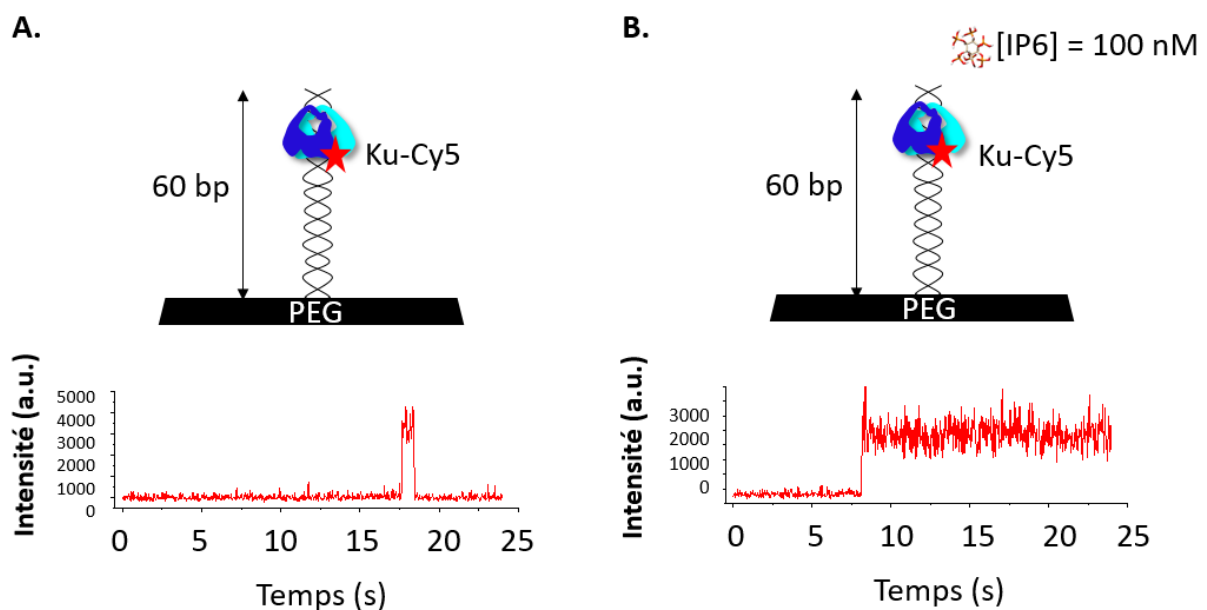 A.
Ku-Cy5
60 bp
PEG
Intensité (a.u.)
5000
4000
3000
2000
1000
0
0 5 10 15 20 25
Temps (s)
B.
[IP6] = 100 nM
Ku-Cy5
60 bp
PEG
Intensité (a.u.)
3000
2000
1000
0
0 5 10 15 20 25
Temps (s)